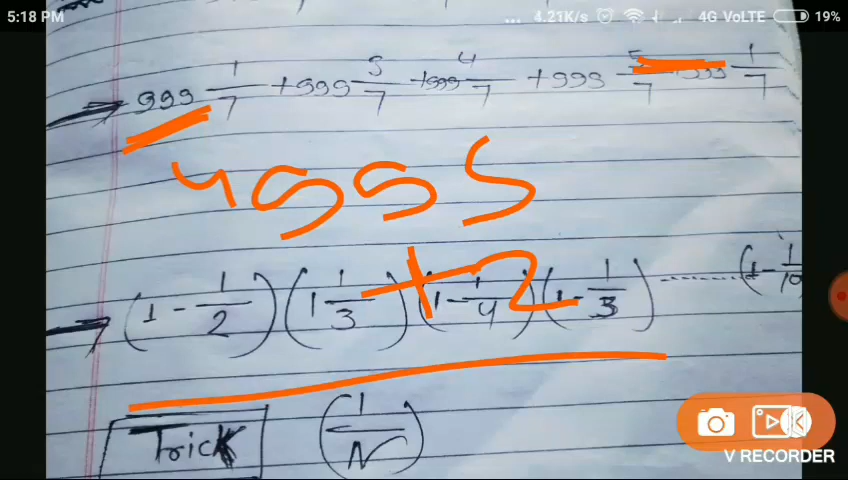 5:18 PM ... 4.21K/s 4G VoLTE 19%
999 1/7 + 999 3/7 + 999 4/7 + 999 5/7 999 1/7
4995
+2
(1 - 1/2) (1 1/3) (1 - 1/4) (1 - 1/5) ........ (1 - 1/10
Trick (1/N)
V RECORDER